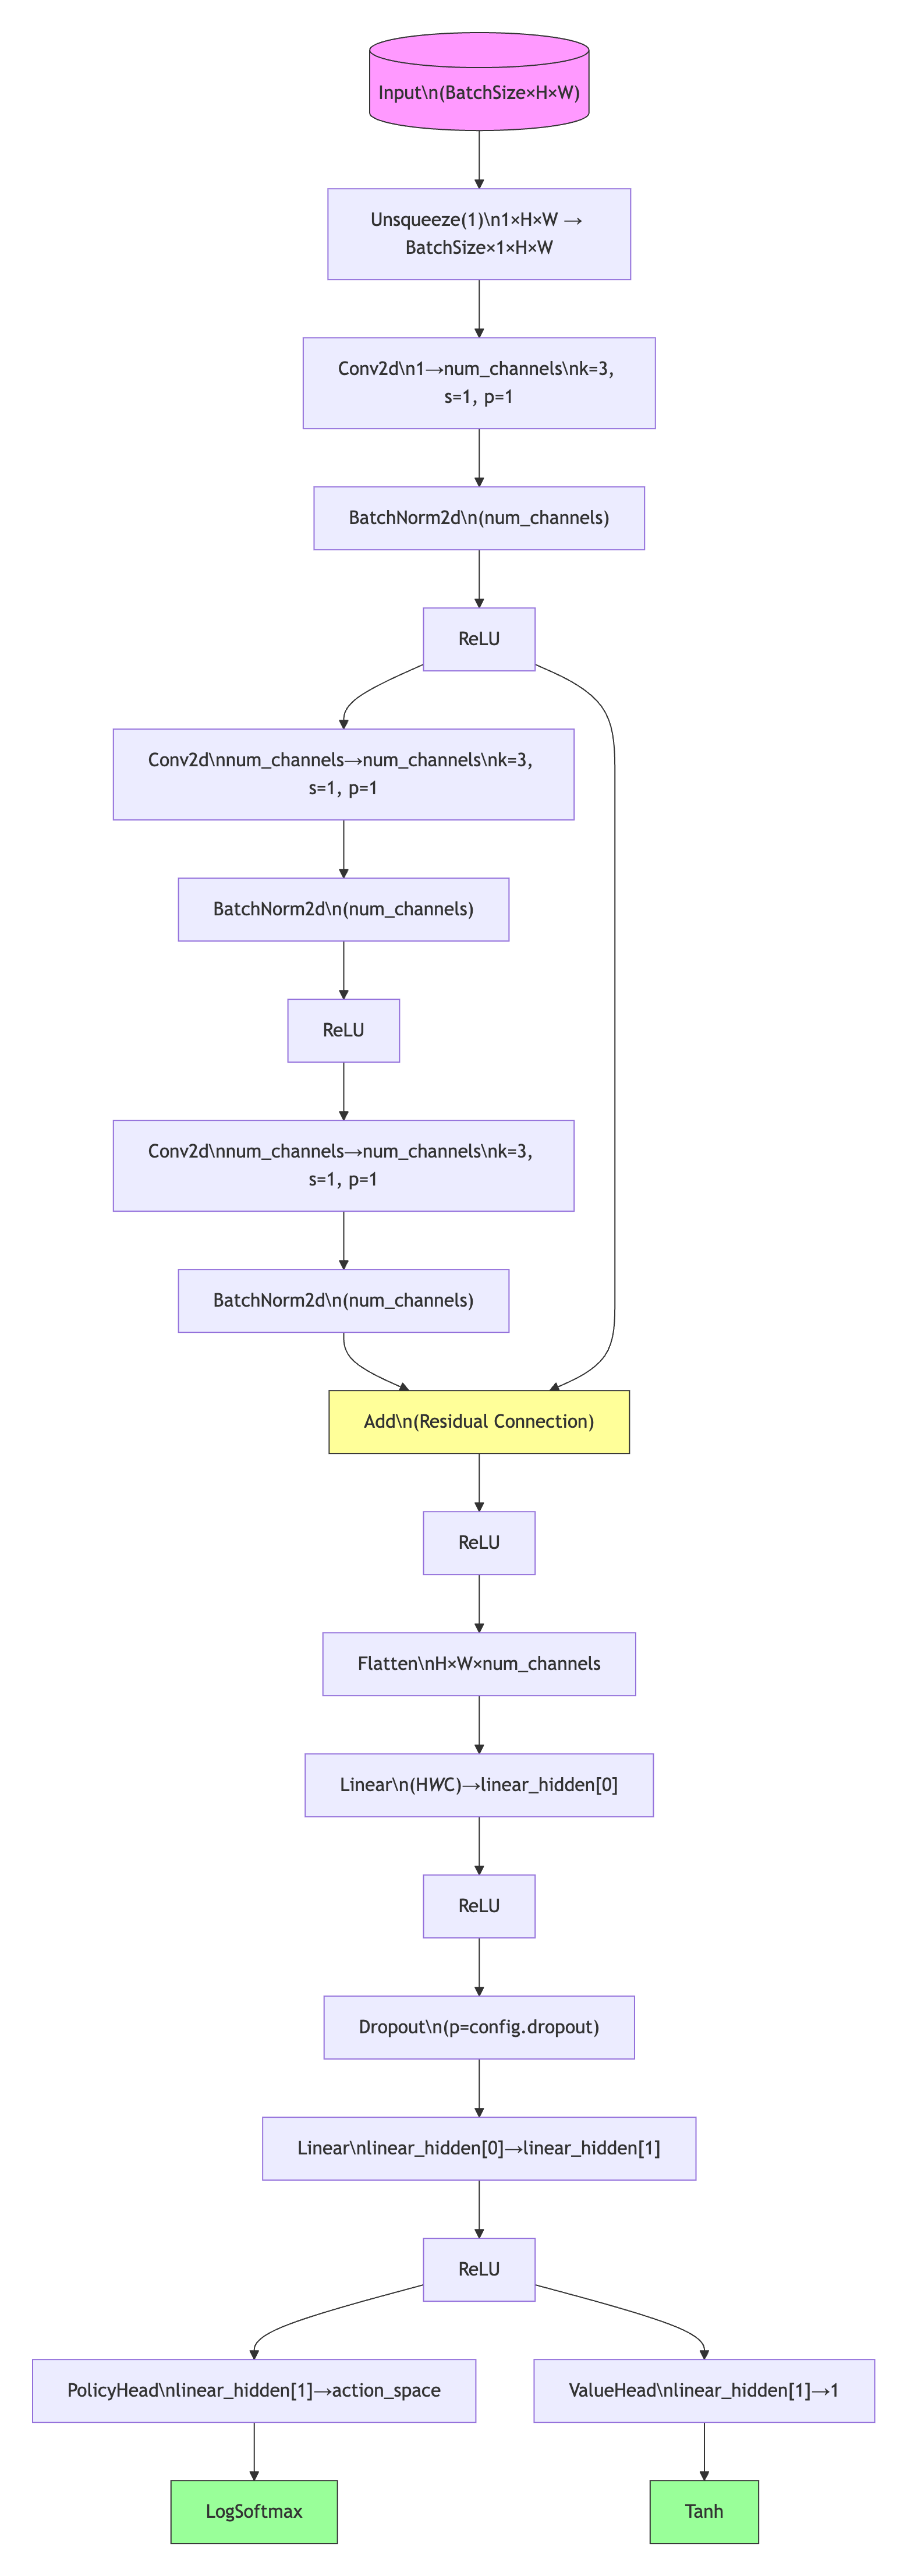 Input\n(BatchSize×H×W)
Unsqueeze(1)\n1×H×W →
BatchSize×1×H×W
Conv2d\n1→num_channels\nk=3,
s=1, p=1
BatchNorm2d\n(num_channels)
ReLU
Conv2d\nnum_channels→num_channels\nk=3,
s=1, p=1
BatchNorm2d\n(num_channels)
ReLU
Conv2d\nnum_channels→num_channels\nk=3,
s=1, p=1
BatchNorm2d\n(num_channels)
Add\n(Residual Connection)
ReLU
Flatten\nH×W×num_channels
Linear\n(HWC)→linear_hidden[0]
ReLU
Dropout\n(p=config.dropout)
Linear\nlinear_hidden[0]→linear_hidden[1]
ReLU
PolicyHead\nlinear_hidden[1]→action_space
ValueHead\nlinear_hidden[1]→1
LogSoftmax
Tanh